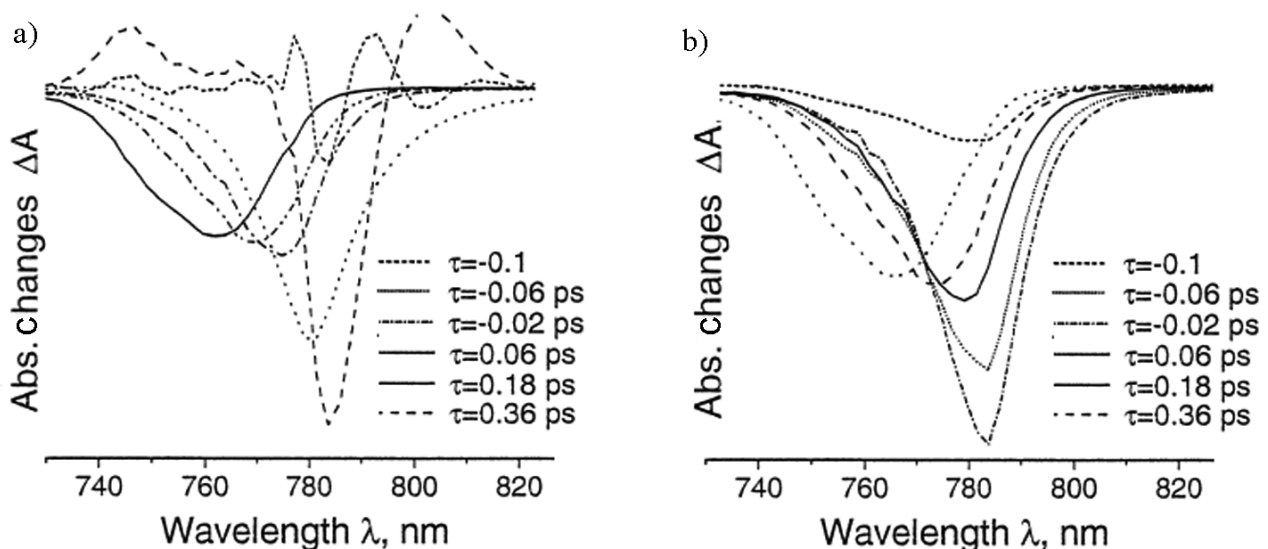 a)
Abs. changes ΔA
τ=-0.1
τ=-0.06 ps
τ=-0.02 ps
τ=0.06 ps
τ=0.18 ps
τ=0.36 ps
740 760 780 800 820
Wavelength λ, nm
b)
Abs. changes ΔA.
τ=-0.1
τ=-0.06 ps
τ=-0.02 ps
τ=0.06 ps
τ=0.18 ps
τ=0.36 ps
740 760 780 800 820
Wavelength λ, nm